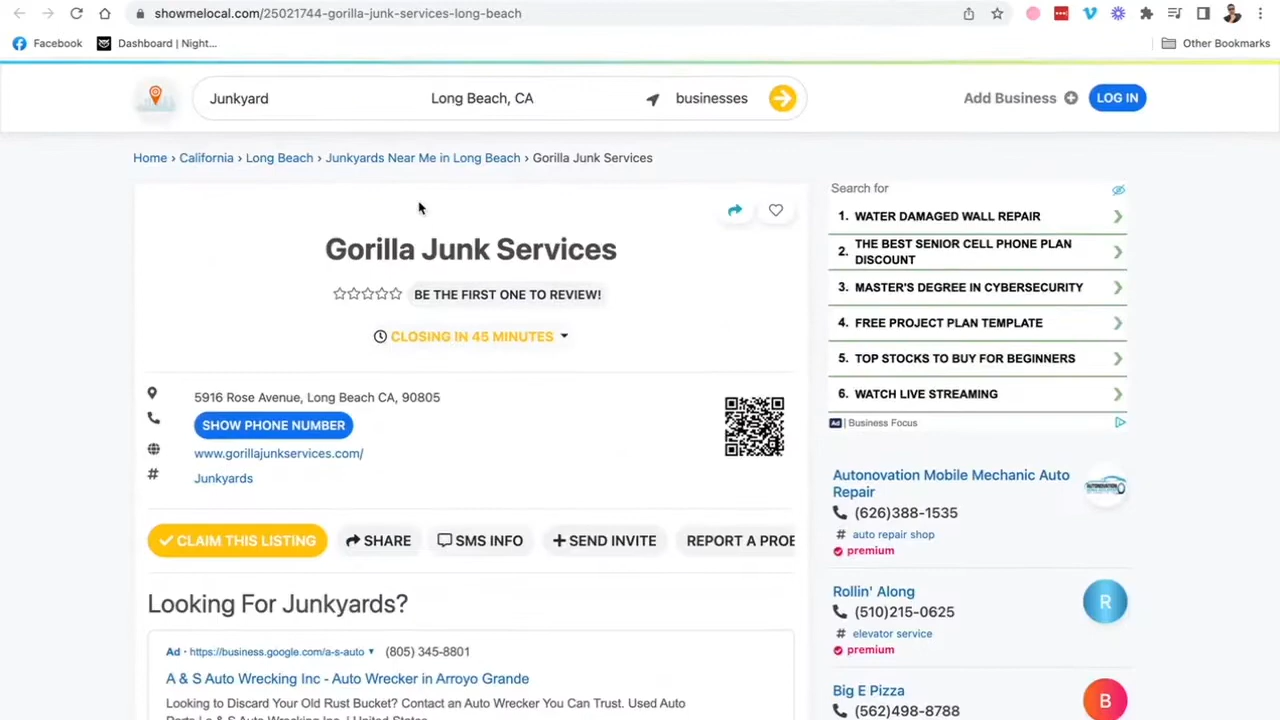 showmelocal.com/25021744-gorilla-junk-services-long-beach
Facebook
Dashboard | Night...
Other Bookmarks
Junkyard
Long Beach, CA
businesses
Add Business
LOG IN
Home › California › Long Beach › Junkyards Near Me in Long Beach › Gorilla Junk Services
Gorilla Junk Services
BE THE FIRST ONE TO REVIEW!
CLOSING IN 45 MINUTES
5916 Rose Avenue, Long Beach CA, 90805
SHOW PHONE NUMBER
www.gorillajunkservices.com/
# Junkyards
CLAIM THIS LISTING
SHARE
SMS INFO
SEND INVITE
REPORT A PROB
Looking For Junkyards?
Ad · https://business.google.com/a-s-auto ▾ (805) 345-8801
A & S Auto Wrecking Inc - Auto Wrecker in Arroyo Grande
Looking to Discard Your Old Rust Bucket? Contact an Auto Wrecker You Can Trust. Used Auto
Search for
1. WATER DAMAGED WALL REPAIR
2. THE BEST SENIOR CELL PHONE PLAN
DISCOUNT
3. MASTER'S DEGREE IN CYBERSECURITY
4. FREE PROJECT PLAN TEMPLATE
5. TOP STOCKS TO BUY FOR BEGINNERS
6. WATCH LIVE STREAMING
Ad | Business Focus
Autonovation Mobile Mechanic Auto
Repair
(626)388-1535
# auto repair shop
premium
Rollin' Along
(510)215-0625
# elevator service
premium
R
Big E Pizza
(562)498-8788
B